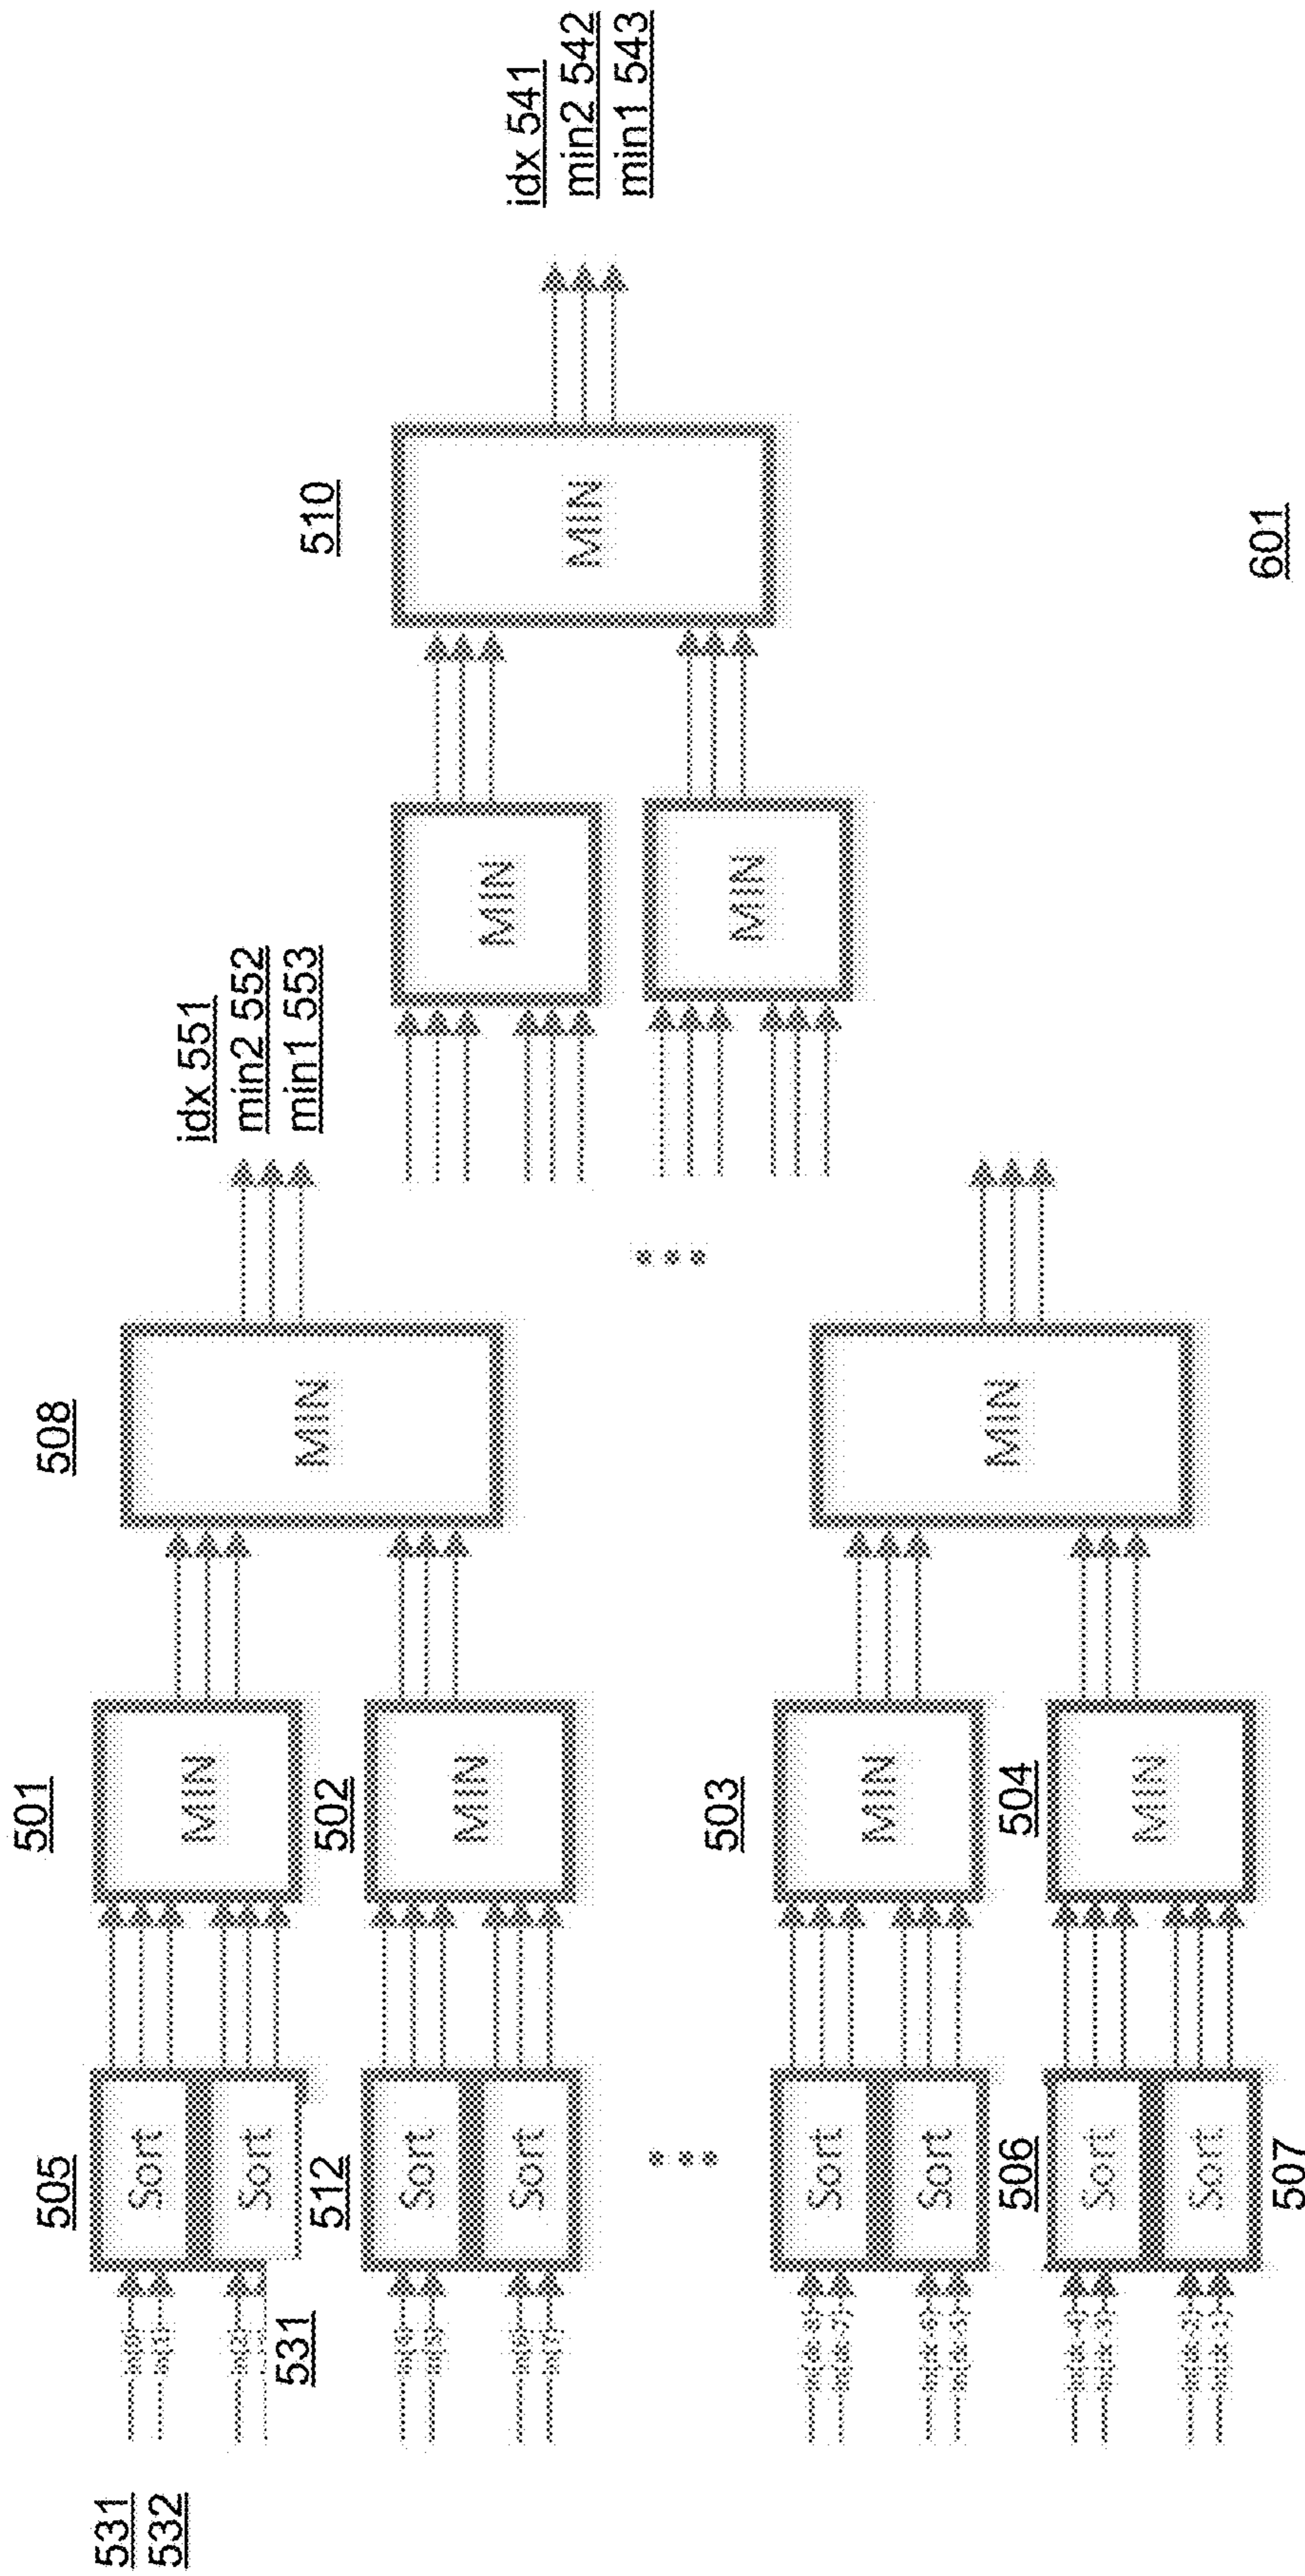 531
532
505
Sort
Sort
531
512
Sort
Sort
Sort
Sort
506
Sort
Sort
507
501
MIN
502
MIN
503
MIN
504
MIN
508
MIN
MIN
idx 551
min2 552
min1 553
MIN
MIN
510
MIN
idx 541
min2 542
min1 543
601